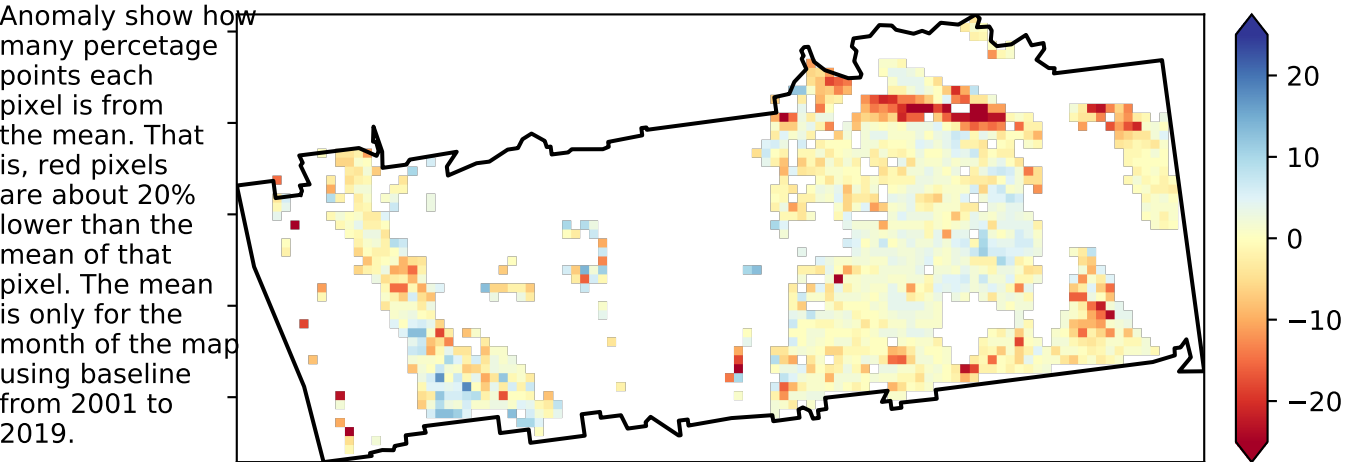 Anomaly show how
many percetage
points each
pixel is from
the mean. That
is, red pixels
are about 20%
lower than the
mean of that
pixel. The mean
is only for the
month of the map
using baseline
from 2001 to
2019.
20
10
0
−10
−20